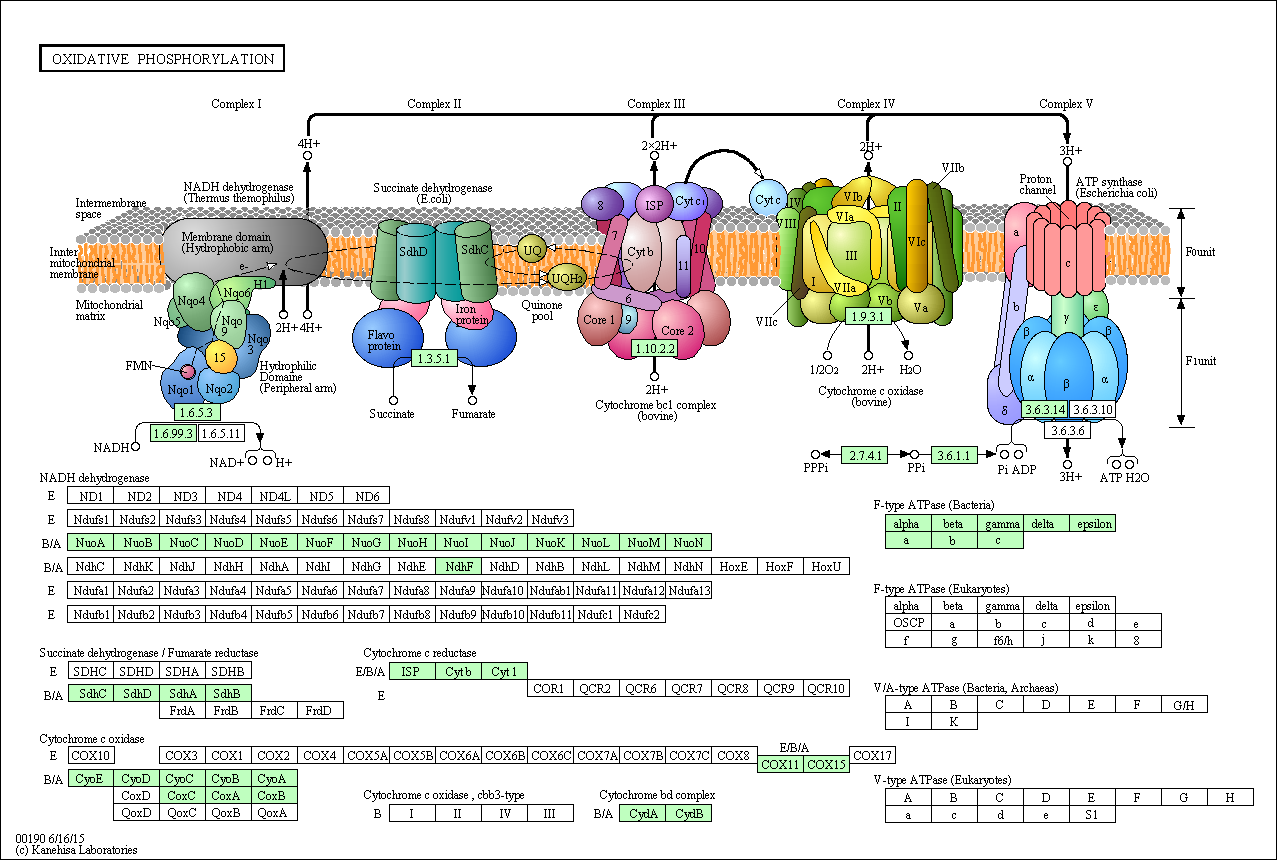 OXIDATIVE PHOSPHORYLATION
Complex I
Complex II
Complex III
Complex IV
Complex V
4H+
2×2H+
2H+
3H+
NADH dehydrogenase
(Thermus themophilus)
Succinate dehydrogenase
(E.coli)
Proton
channel
ATP synthase
(Escherichia coli)
Intermembrane
space
Innter
mitochondrial
membrane
Mitochondrial
matrix
Membrane domain
(Hydrophobic arm)
e-
H1
Nqo4
Nqo6
Nqo5
Nqo
9
Nqo
3
15
FMN
Nqo1
Nqo2
Hydrophilic
Domaine
(Peripheral arm)
2H+
4H+
SdhD
SdhC
Flavo
protein
Iron
protein
1.3.5.1
Succinate
Fumarate
UQ
UQH2
Quinone
pool
8
ISP
Cyt c1
7
Cyt b
10
11
6
Core 1
9
Core 2
1.10.2.2
2H+
Cytochrome bc1 complex
(bovine)
Cyt c
IV
VIb
VIIb
VIII
VIa
II
III
VIc
I
VIIa
VIIc
Vb
Va
1.9.3.1
1/2O2
2H+
H2O
Cytochrome c oxidase
(bovine)
a
c
b
γ
ε
β
β
α
β
α
δ
F0unit
F1unit
1.6.5.3
1.6.99.3
1.6.5.11
NADH
NAD+
H+
3.6.3.14
3.6.3.10
3.6.3.6
PPPi
2.7.4.1
PPi
3.6.1.1
Pi ADP
3H+
ATP H2O
NADH dehydrogenase
E ND1 ND2 ND3 ND4 ND4L ND5 ND6
E Ndufs1 Ndufs2 Ndufs3 Ndufs4 Ndufs5 Ndufs6 Ndufs7 Ndufs8 Ndufv1 Ndufv2 Ndufv3
B/A NuoA NuoB NuoC NuoD NuoE NuoF NuoG NuoH NuoI NuoJ NuoK NuoL NuoM NuoN
B/A NdhC NdhK NdhJ NdhH NdhA NdhI NdhG NdhE NdhF NdhD NdhB NdhL NdhM NdhN HoxE HoxF HoxU
E Ndufa1 Ndufa2 Ndufa3 Ndufa4 Ndufa5 Ndufa6 Ndufa7 Ndufa8 Ndufa9 Ndufa10 Ndufab1 Ndufa11 Ndufa12 Ndufa13
E Ndufb1 Ndufb2 Ndufb3 Ndufb4 Ndufb5 Ndufb6 Ndufb7 Ndufb8 Ndufb9 Ndufb10 Ndufb11 Ndufc1 Ndufc2
Succinate dehydrogenase / Fumarate reductase
E SDHC SDHD SDHA SDHB
B/A SdhC SdhD SdhA SdhB
FrdA FrdB FrdC FrdD
Cytochrome c reductase
E/B/A ISP Cyt b Cyt 1
E COR1 QCR2 QCR6 QCR7 QCR8 QCR9 QCR10
Cytochrome c oxidase
E COX10 COX3 COX1 COX2 COX4 COX5A COX5B COX6A COX6B COX6C COX7A COX7B COX7C COX8
E/B/A
COX11 COX15
COX17
B/A CyoE CyoD CyoC CyoB CyoA
CoxD CoxC CoxA CoxB
QoxD QoxC QoxB QoxA
Cytochrome c oxidase , cbb3-type
B I II IV III
Cytochrome bd complex
B/A CydA CydB
F-type ATPase (Bacteria)
alpha beta gamma delta epsilon
a b c
F-type ATPase (Eukaryotes)
alpha beta gamma delta epsilon
OSCP a b c d e
f g f6/h j k 8
V/A-type ATPase (Bacteria, Archaeas)
A B C D E F G/H
I K
V-type ATPase (Eukaryotes)
A B C D E F G H
a c d e S1
00190 6/16/15
(c) Kanehisa Laboratories